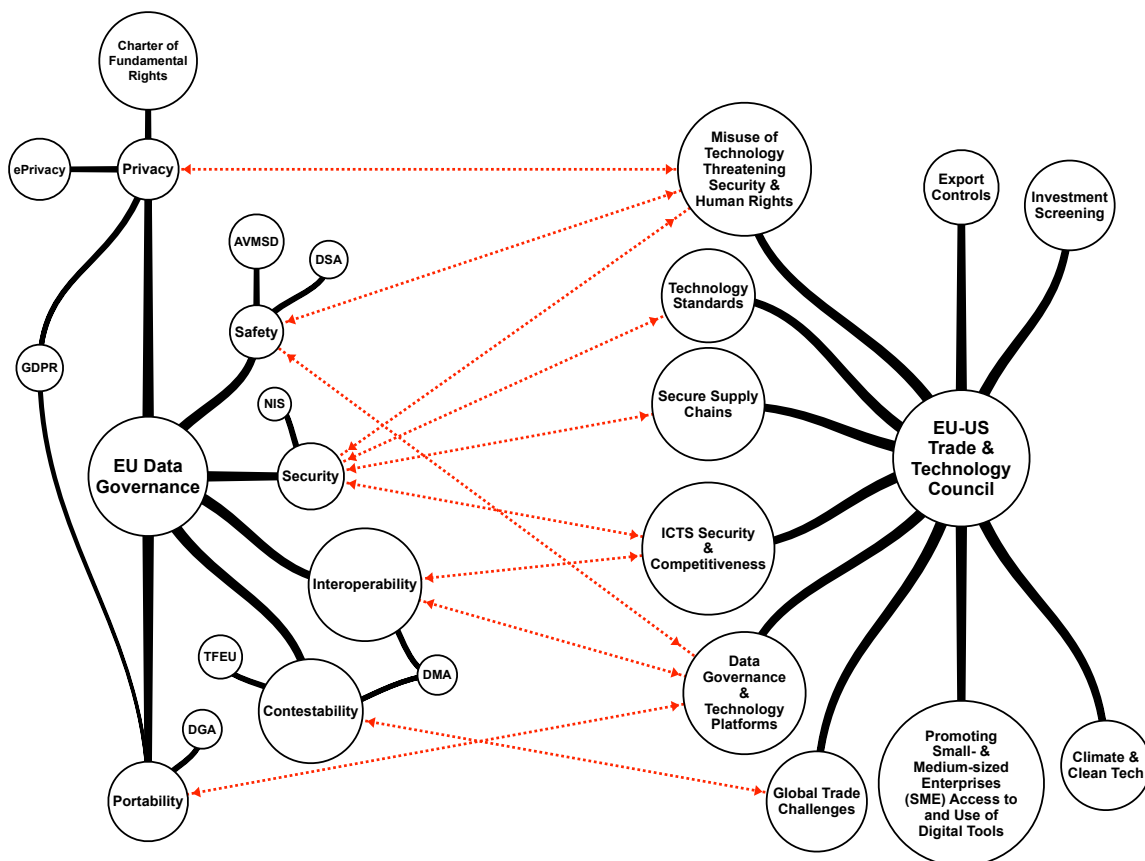 Charter of
Fundamental
Rights
ePrivacy
Privacy
AVMSD
DSA
Safety
GDPR
NIS
EU Data
Governance
Security
Interoperability
TFEU
DMA
Contestability
DGA
Portability
Misuse of
Technology
Threatening
Security &
Human Rights
Export
Controls
Investment
Screening
Technology
Standards
Secure Supply
Chains
EU-US
Trade &
Technology
Council
ICTS Security
&
Competitiveness
Data
Governance
&
Technology
Platforms
Global Trade
Challenges
Promoting
Small- &
Medium-sized
Enterprises
(SME) Access to
and Use of
Digital Tools
Climate &
Clean Tech